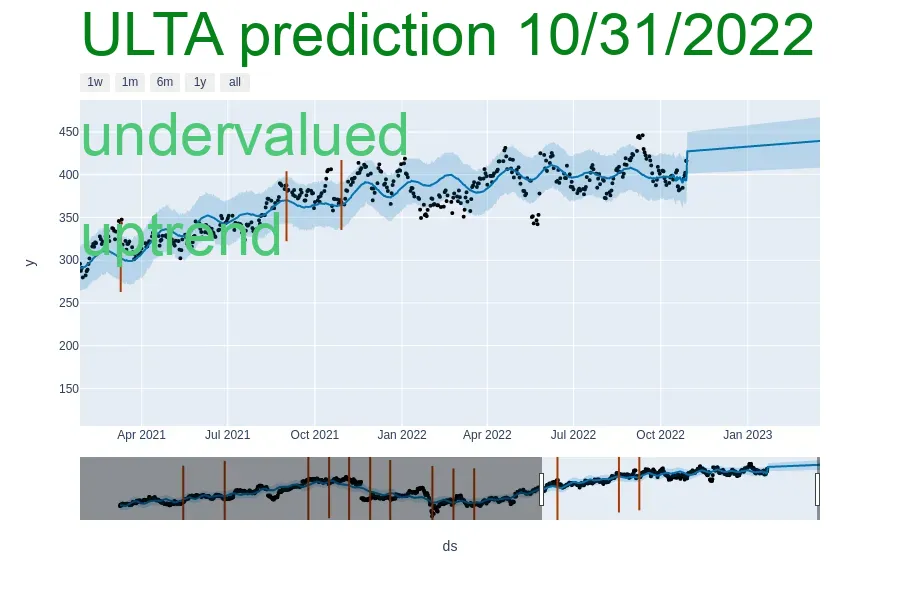 ULTA prediction 10/31/2022
1w 1m 6m 1y all
undervalued
uptrend
450
400
350
300
250
200
150
y
Apr 2021 Jul 2021 Oct 2021 Jan 2022 Apr 2022 Jul 2022 Oct 2022 Jan 2023
ds